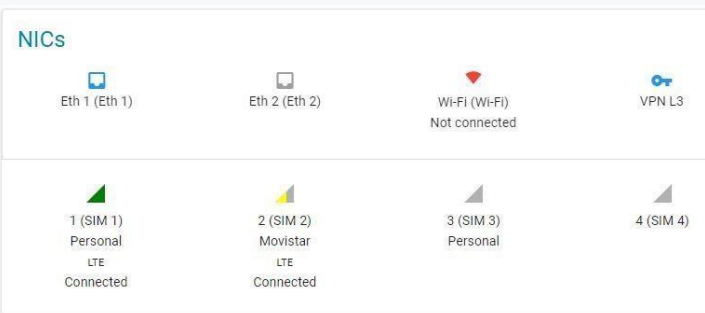 NICs
Eth 1 (Eth 1)
Eth 2 (Eth 2)
Wi-Fi (Wi-Fi)
Not connected
VPN L3
1 (SIM 1)
Personal
LTE
Connected
2 (SIM 2)
Movistar
LTE
Connected
3 (SIM 3)
Personal
4 (SIM 4)